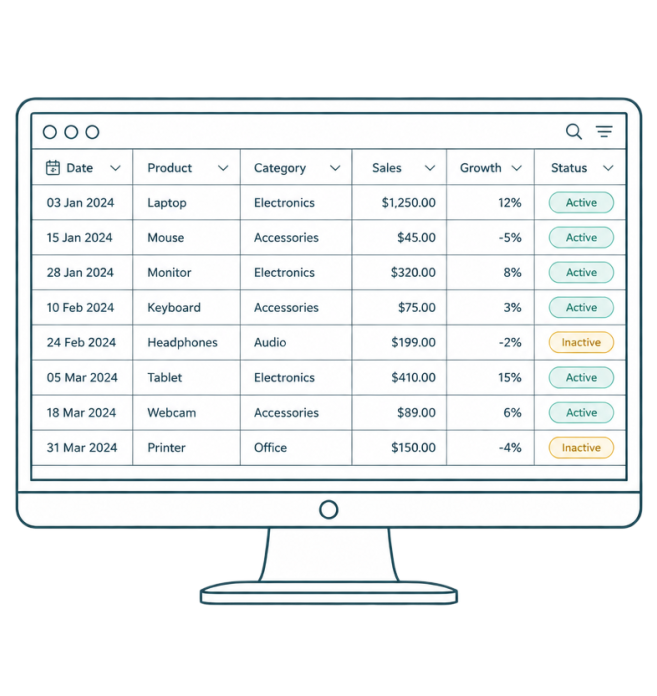 Date Product Category Sales Growth Status
03 Jan 2024 Laptop Electronics $1,250.00 12% Active
15 Jan 2024 Mouse Accessories $45.00 -5% Active
28 Jan 2024 Monitor Electronics $320.00 8% Active
10 Feb 2024 Keyboard Accessories $75.00 3% Active
24 Feb 2024 Headphones Audio $199.00 -2% Inactive
05 Mar 2024 Tablet Electronics $410.00 15% Active
18 Mar 2024 Webcam Accessories $89.00 6% Active
31 Mar 2024 Printer Office $150.00 -4% Inactive